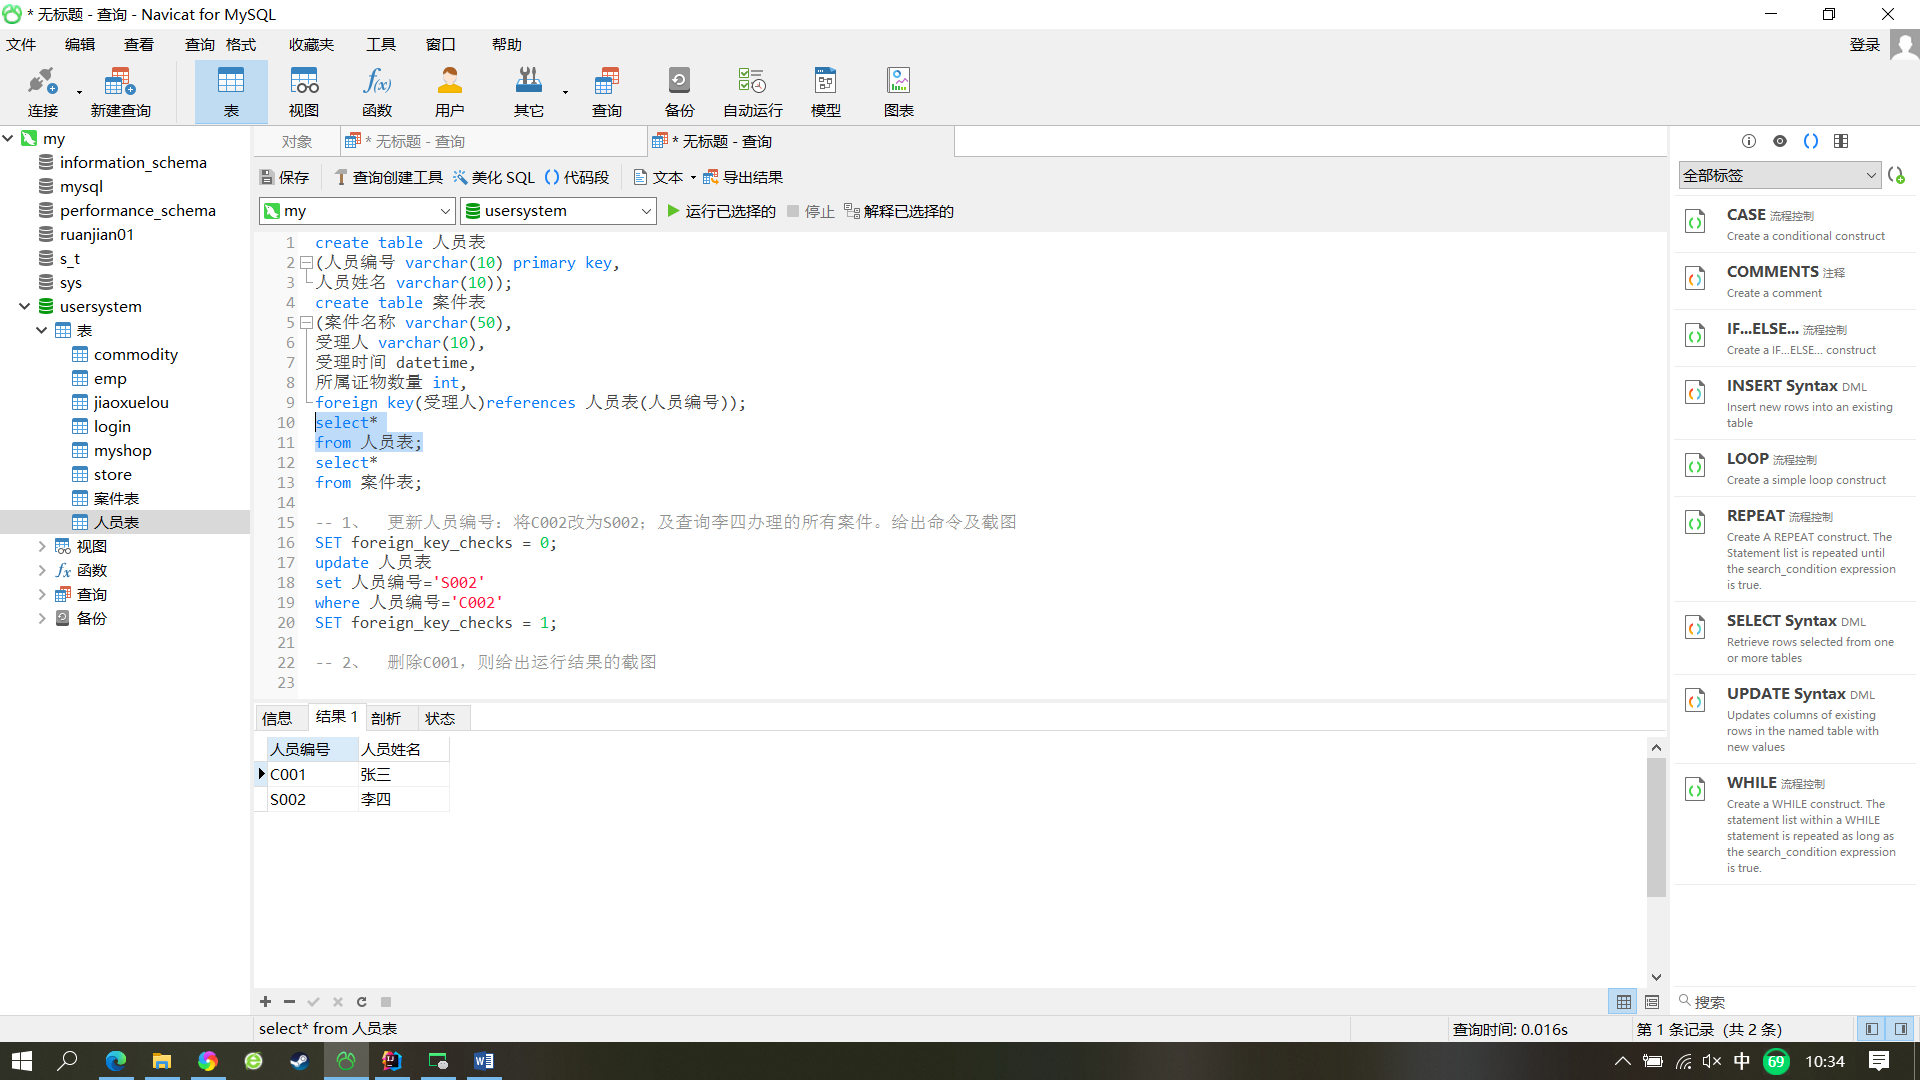 * 无标题 - 查询 - Navicat for MySQL
文件 编辑 查看 查询 格式 收藏夹 工具 窗口 帮助 登录
连接 新建查询 表 视图 函数 用户 其它 查询 备份 自动运行 模型 图表
my
information_schema
mysql
performance_schema
ruanjian01
s_t
sys
usersystem
表
commodity
emp
jiaoxuelou
login
myshop
store
案件表
人员表
视图
函数
查询
备份
对象 * 无标题 - 查询 * 无标题 - 查询
保存 查询创建工具 美化 SQL 代码段 文本 导出结果
my usersystem 运行已选择的 停止 解释已选择的
1 create table 人员表
2 (人员编号 varchar(10) primary key,
3 人员姓名 varchar(10));
4 create table 案件表
5 (案件名称 varchar(50),
6 受理人 varchar(10),
7 受理时间 datetime,
8 所属证物数量 int,
9 foreign key(受理人)references 人员表(人员编号));
10 select*
11 from 人员表;
12 select*
13 from 案件表;
14
15 -- 1、 更新人员编号：将C002改为S002；及查询李四办理的所有案件。给出命令及截图
16 SET foreign_key_checks = 0;
17 update 人员表
18 set 人员编号='S002'
19 where 人员编号='C002'
20 SET foreign_key_checks = 1;
21
22 -- 2、 删除C001，则给出运行结果的截图
23
信息 结果 1 剖析 状态
人员编号 人员姓名
C001 张三
S002 李四
select* from 人员表
查询时间: 0.016s
第 1 条记录 (共 2 条)
全部标签
CASE 流程控制
Create a conditional construct
COMMENTS 注释
Create a comment
IF...ELSE... 流程控制
Create a IF...ELSE... construct
INSERT Syntax DML
Insert new rows into an existing
table
LOOP 流程控制
Create a simple loop construct
REPEAT 流程控制
Create A REPEAT construct. The
Statement list is repeated until
the search_condition expression
is true.
SELECT Syntax DML
Retrieve rows selected from one
or more tables
UPDATE Syntax DML
Updates columns of existing
rows in the named table with
new values
WHILE 流程控制
Create a WHILE construct. The
statement list within a WHILE
statement is repeated as long as
the search_condition expression
is true.
搜索
中 69 10:34